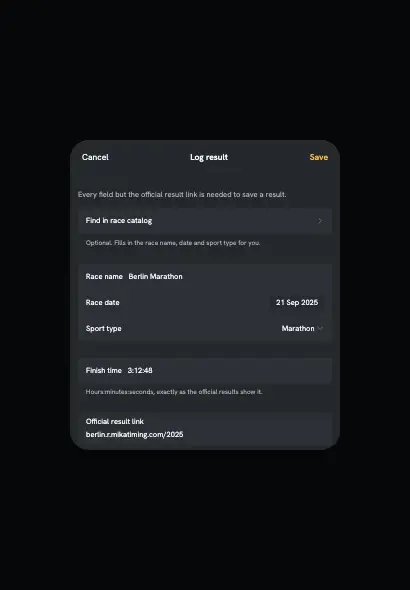 Cancel Log result Save
Every field but the official result link is needed to save a result.
Find in race catalog
Optional. Fills in the race name, date and sport type for you.
Race name Berlin Marathon
Race date 21 Sep 2025
Sport type Marathon
Finish time 3:12:48
Hours:minutes:seconds, exactly as the official results show it.
Official result link
berlin.r.mikatiming.com/2025